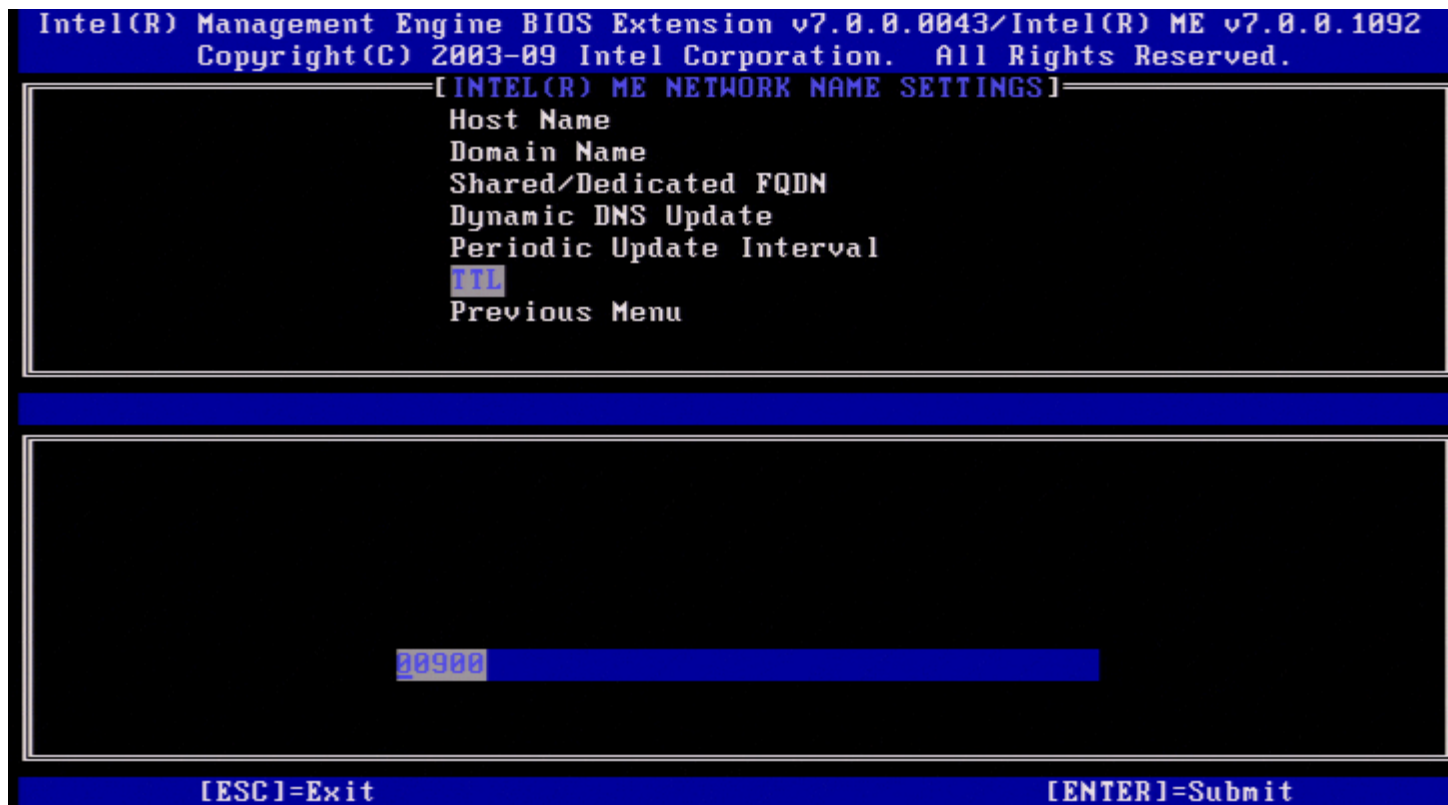 Intel(R) Management Engine BIOS Extension v7.0.0.0043/Intel(R) ME v7.0.0.1092
Copyright(C) 2003-09 Intel Corporation. All Rights Reserved.
[INTEL(R) ME NETWORK NAME SETTINGS]
Host Name
Domain Name
Shared/Dedicated FQDN
Dynamic DNS Update
Periodic Update Interval
TTL
Previous Menu
00900
[ESC]=Exit [ENTER]=Submit